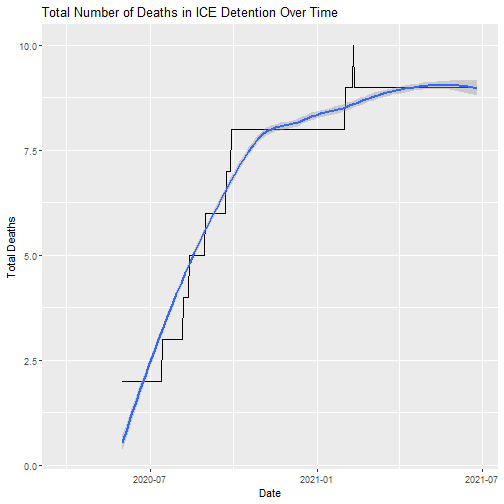 Total Number of Deaths in ICE Detention Over Time
10.0
7.5
5.0
2.5
0.0
Total Deaths
2020-07
2021-01
2021-07
Date